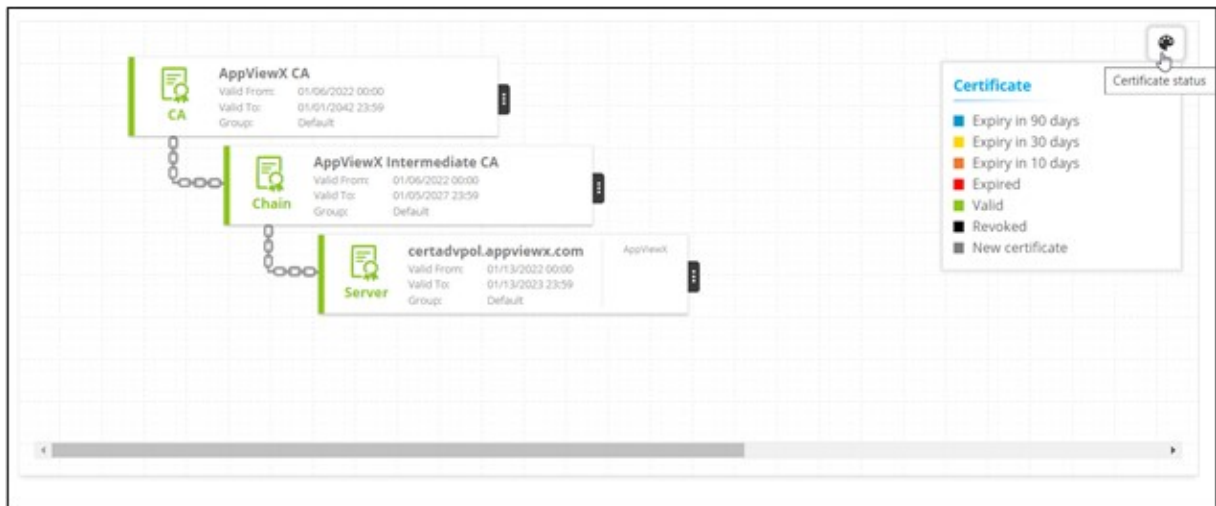 AppViewX CA
Valid From: 01/06/2022 00:00
Valid To: 01/01/2042 23:59
Group: Default
CA
AppViewX Intermediate CA
Valid From: 01/06/2022 00:00
Valid To: 01/05/2027 23:59
Group: Default
Chain
certadvpol.appviewx.com
AppViewX
Valid From: 01/13/2022 00:00
Valid To: 01/13/2023 23:59
Group: Default
Server
Certificate status
Certificate
Expiry in 90 days
Expiry in 30 days
Expiry in 10 days
Expired
Valid
Revoked
New certificate